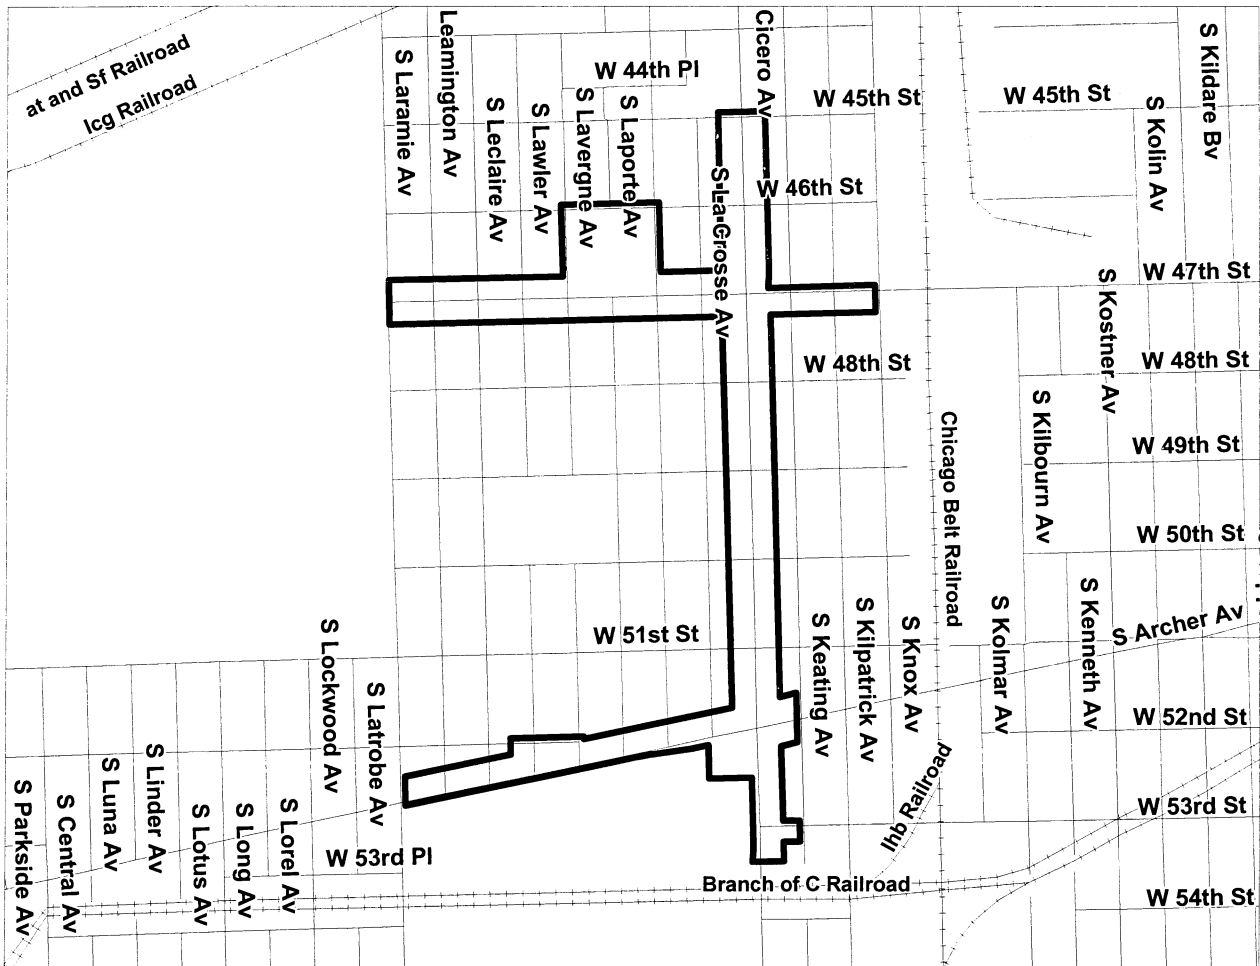 at and Sf Railroad
Icg Railroad
S Laramie Av
Leamington Av
S Leclaire Av
S Lawler Av
S Lavergne Av
S Laporte Av
W 44th Pl
Cicero Av
W 45th St
W 45th St
S Kolin Av
S Kildare Bv
S La Crosse Av
W 46th St
W 47th St
S Kostner Av
W 48th St
W 48th St
S Kilbourn Av
W 49th St
Chicago Belt Railroad
W 50th St
W 51st St
S Keating Av
S Kilpatrick Av
S Knox Av
S Kolmar Av
S Kenneth Av
S Archer Av
S Lockwood Av
S Latrobe Av
W 52nd St
S Parkside Av
S Central Av
S Luna Av
S Linder Av
S Lotus Av
S Long Av
S Lorel Av
W 53rd Pl
Ihb Railroad
W 53rd St
Branch of C Railroad
W 54th St